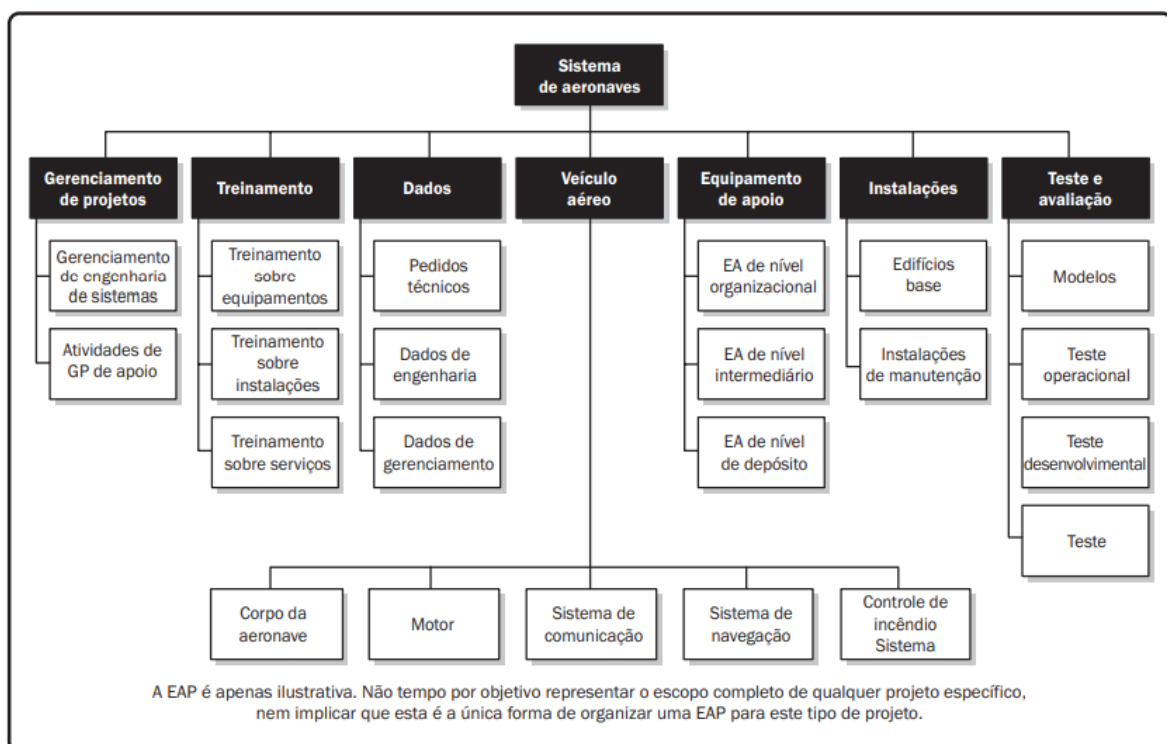 Sistema
de aeronaves
Gerenciamento
de projetos
Treinamento
Dados
Veículo
aéreo
Equipamento
de apoio
Instalações
Teste e
avaliação
Gerenciamento
de engenharia
de sistemas
Atividades de
GP de apoio
Treinamento
sobre
equipamentos
Treinamento
sobre
instalações
Treinamento
sobre serviços
Pedidos
técnicos
Dados de
engenharia
Dados de
gerenciamento
EA de nível
organizacional
EA de nível
intermediário
EA de nível
de depósito
Edifícios
base
Instalações
de manutenção
Modelos
Teste
operacional
Teste
desenvolvimental
Teste
Corpo da
aeronave
Motor
Sistema de
comunicação
Sistema de
navegação
Controle de
incêndio
Sistema
A EAP é apenas ilustrativa. Não tempo por objetivo representar o escopo completo de qualquer projeto específico,
nem implicar que esta é a única forma de organizar uma EAP para este tipo de projeto.